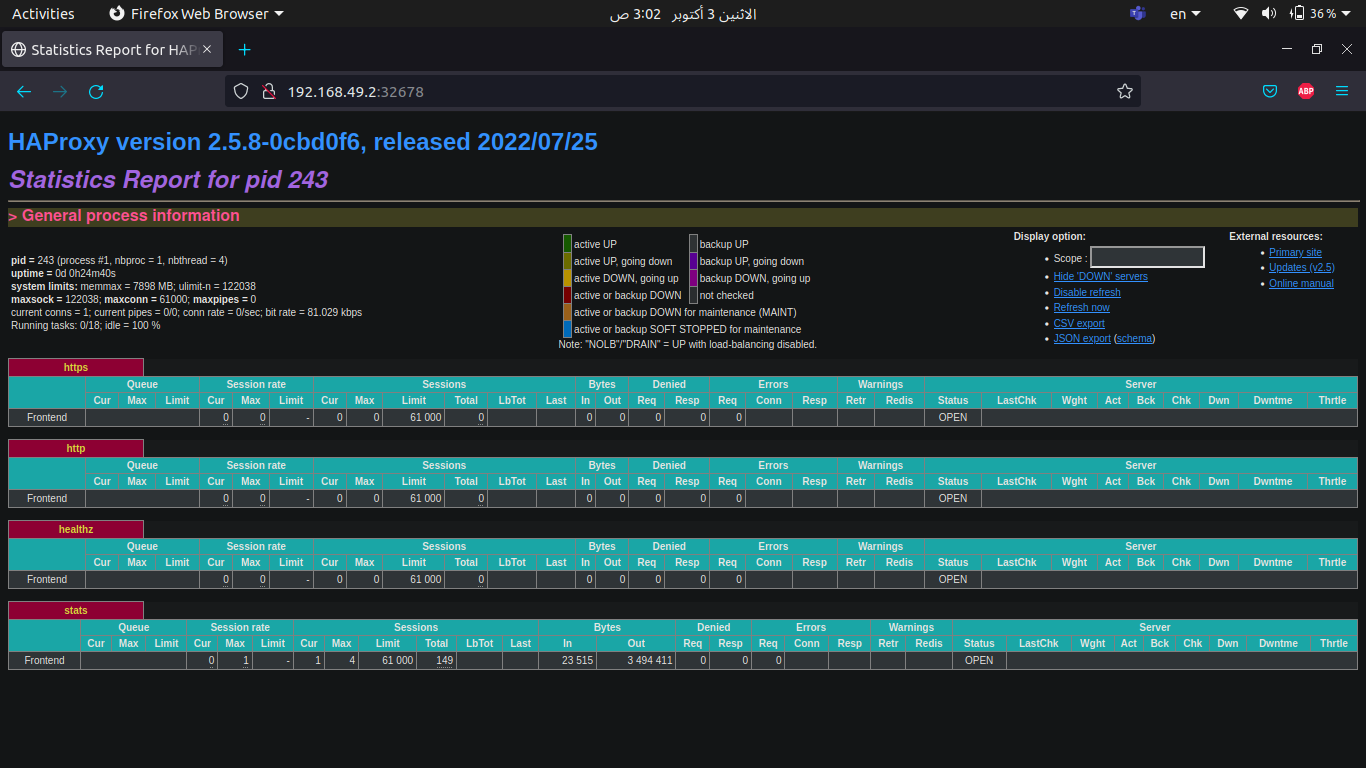 Activities Firefox Web Browser الاثنين 3 أكتوبر 3:02 ص en 36 %
Statistics Report for HAP
192.168.49.2:32678 ABP
HAProxy version 2.5.8-0cbd0f6, released 2022/07/25
Statistics Report for pid 243
> General process information
pid = 243 (process #1, nbproc = 1, nbthread = 4)
uptime = 0d 0h24m40s
system limits: memmax = 7898 MB; ulimit-n = 122038
maxsock = 122038; maxconn = 61000; maxpipes = 0
current conns = 1; current pipes = 0/0; conn rate = 0/sec; bit rate = 81.029 kbps
Running tasks: 0/18; idle = 100 %
active UP backup UP
active UP, going down backup UP, going down
active DOWN, going up backup DOWN, going up
active or backup DOWN not checked
active or backup DOWN for maintenance (MAINT)
active or backup SOFT STOPPED for maintenance
Note: "NOLB"/"DRAIN" = UP with load-balancing disabled.
Display option:
Scope :
Hide 'DOWN' servers
Disable refresh
Refresh now
CSV export
JSON export (schema)
External resources:
Primary site
Updates (v2.5)
Online manual
https
Queue Session rate Sessions Bytes Denied Errors Warnings Server
Cur Max Limit Cur Max Limit Cur Max Limit Total LbTot Last In Out Req Resp Req Conn Resp Retr Redis Status LastChk Wght Act Bck Chk Dwn Dwntme Thrtle
Frontend 0 0 - 0 0 61 000 0 0 0 0 0 0 OPEN
http
Queue Session rate Sessions Bytes Denied Errors Warnings Server
Cur Max Limit Cur Max Limit Cur Max Limit Total LbTot Last In Out Req Resp Req Conn Resp Retr Redis Status LastChk Wght Act Bck Chk Dwn Dwntme Thrtle
Frontend 0 0 - 0 0 61 000 0 0 0 0 0 0 OPEN
healthz
Queue Session rate Sessions Bytes Denied Errors Warnings Server
Cur Max Limit Cur Max Limit Cur Max Limit Total LbTot Last In Out Req Resp Req Conn Resp Retr Redis Status LastChk Wght Act Bck Chk Dwn Dwntme Thrtle
Frontend 0 0 - 0 0 61 000 0 0 0 0 0 0 OPEN
stats
Queue Session rate Sessions Bytes Denied Errors Warnings Server
Cur Max Limit Cur Max Limit Cur Max Limit Total LbTot Last In Out Req Resp Req Conn Resp Retr Redis Status LastChk Wght Act Bck Chk Dwn Dwntme Thrtle
Frontend 0 1 - 1 4 61 000 149 23 515 3 494 411 0 0 0 OPEN